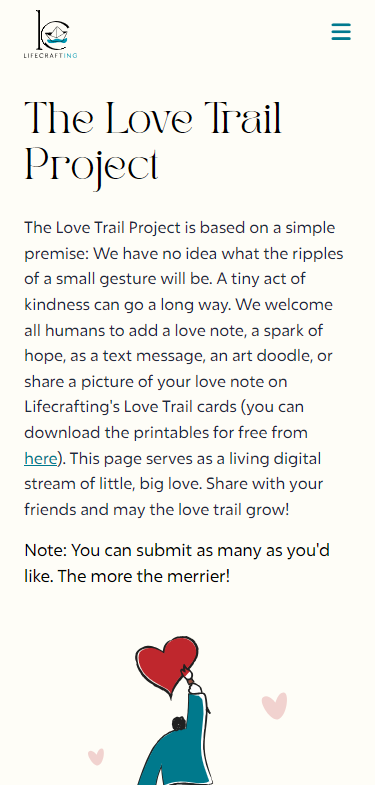 lc
LIFECRAFTING
The Love Trail
Project
The Love Trail Project is based on a simple
premise: We have no idea what the ripples
of a small gesture will be. A tiny act of
kindness can go a long way. We welcome
all humans to add a love note, a spark of
hope, as a text message, an art doodle, or
share a picture of your love note on
Lifecrafting's Love Trail cards (you can
download the printables for free from
here). This page serves as a living digital
stream of little, big love. Share with your
friends and may the love trail grow!
Note: You can submit as many as you'd
like. The more the merrier!